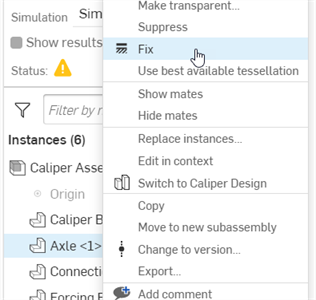 Simulation
Show results
Status:
Filter by
Instances (6)
Caliper Asse
Origin
Caliper B
Axle <1>
Connecti
Make transparent...
Suppress
Fix
Use best available tessellation
Show mates
Hide mates
Replace instances...
Edit in context
Switch to Caliper Design
Copy
Move to new subassembly
Change to version...
Export...
Add comment